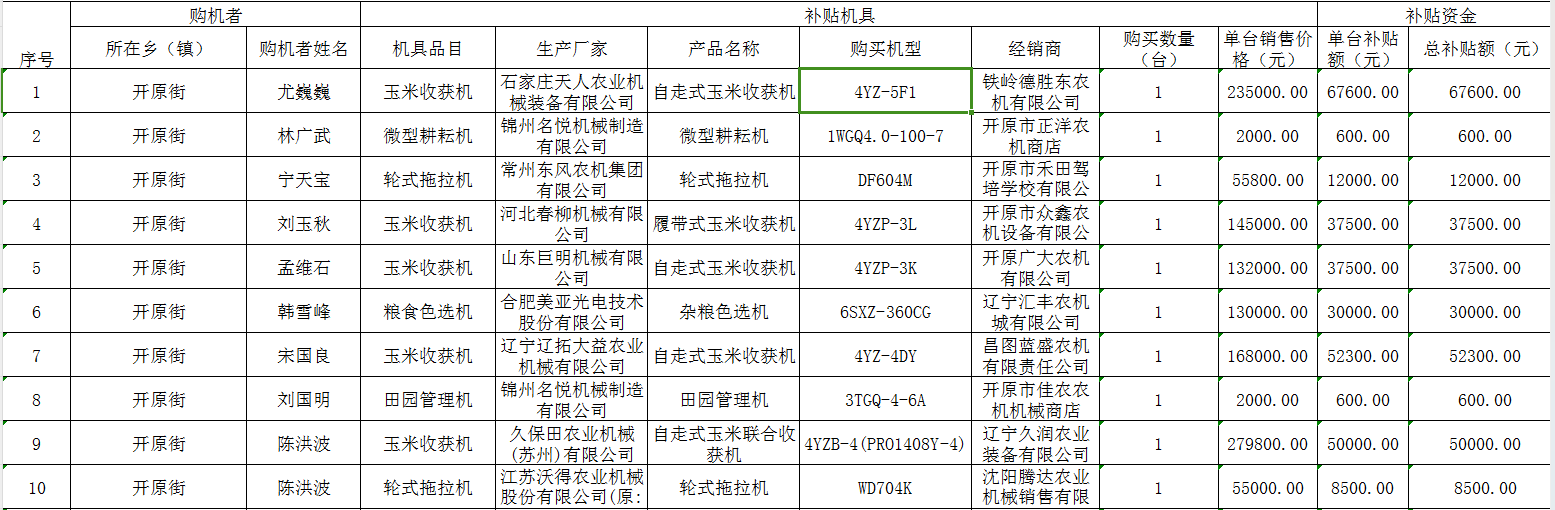 购机者 补贴机具 补贴资金
序号 所在乡（镇） 购机者姓名 机具品目 生产厂家 产品名称 购买机型 经销商 购买数量（台） 单台销售价格（元） 单台补贴额（元） 总补贴额（元）
1 开原街 尤巍巍 玉米收获机 石家庄天人农业机械装备有限公司 自走式玉米收获机 4YZ-5F1 铁岭德胜东农机有限公司 1 235000.00 67600.00 67600.00
2 开原街 林广武 微型耕耘机 锦州名悦机械制造有限公司 微型耕耘机 1WGQ4.0-100-7 开原市正洋农机商店 1 2000.00 600.00 600.00
3 开原街 宁天宝 轮式拖拉机 常州东风农机集团有限公司 轮式拖拉机 DF604M 开原市禾田驾培学校有限公 1 55800.00 12000.00 12000.00
4 开原街 刘玉秋 玉米收获机 河北春柳机械有限公司 履带式玉米收获机 4YZP-3L 开原市众鑫农机设备有限公 1 145000.00 37500.00 37500.00
5 开原街 孟维石 玉米收获机 山东巨明机械有限公司 自走式玉米收获机 4YZP-3K 开原广大农机有限公司 1 132000.00 37500.00 37500.00
6 开原街 韩雪峰 粮食色选机 合肥美亚光电技术股份有限公司 杂粮色选机 6SXZ-360CG 辽宁汇丰农机城有限公司 1 130000.00 30000.00 30000.00
7 开原街 宋国良 玉米收获机 辽宁辽拓大益农业机械有限公司 自走式玉米收获机 4YZ-4DY 昌图蓝盛农机有限责任公司 1 168000.00 52300.00 52300.00
8 开原街 刘国明 田园管理机 锦州名悦机械制造有限公司 田园管理机 3TGQ-4-6A 开原市佳农农机机械商店 1 2000.00 600.00 600.00
9 开原街 陈洪波 玉米收获机 久保田农业机械(苏州)有限公司 自走式玉米联合收获机 4YZB-4(PRO1408Y-4) 辽宁久润农业装备有限公司 1 279800.00 50000.00 50000.00
10 开原街 陈洪波 轮式拖拉机 江苏沃得农业机械股份有限公司(原: 轮式拖拉机 WD704K 沈阳腾达农业机械销售有限 1 55000.00 8500.00 8500.00